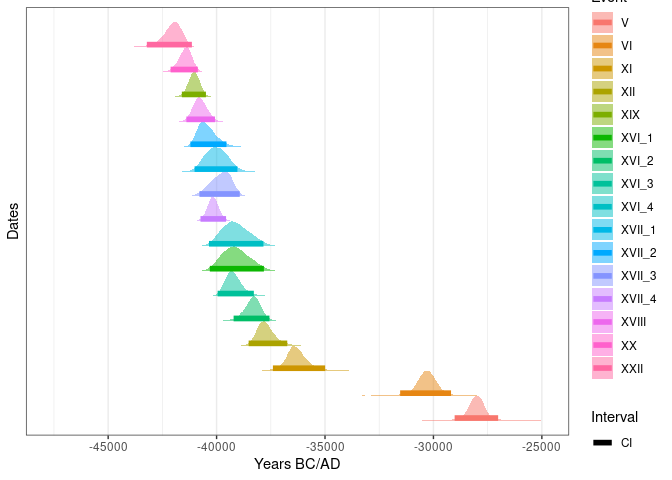 Event
V
VI
XI
XII
XIX
XVI_1
XVI_2
XVI_3
XVI_4
XVII_1
XVII_2
XVII_3
XVII_4
XVIII
XX
XXII
Interval
CI
Dates
-45000 -40000 -35000 -30000 -25000
Years BC/AD